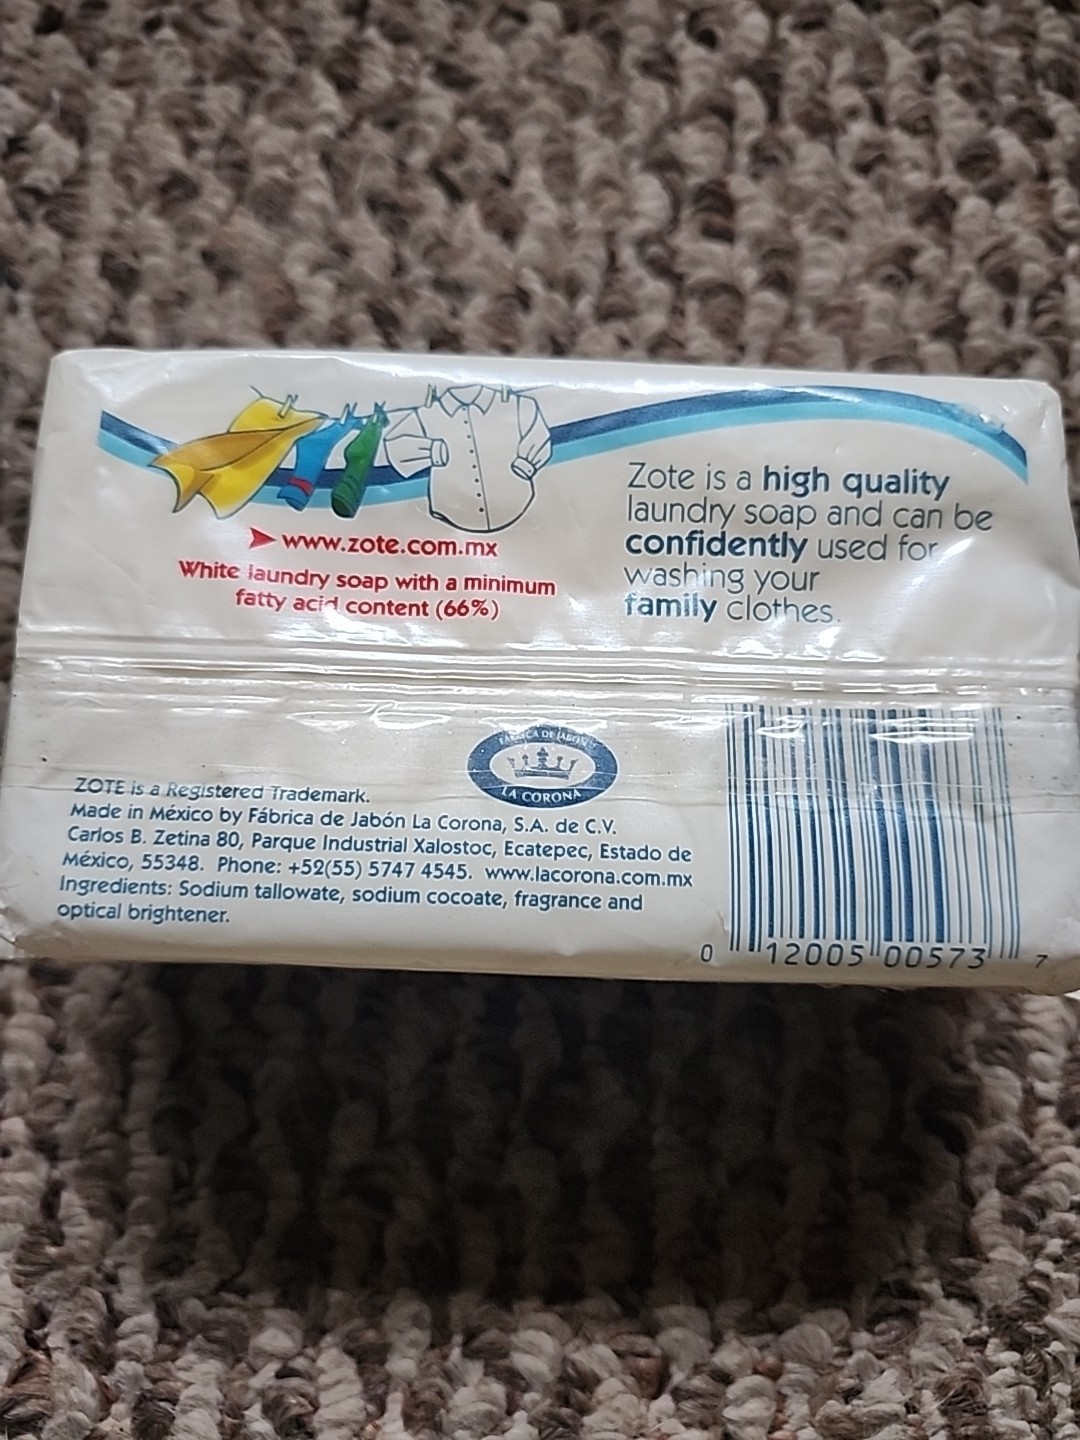 www.zote.com.mx
White laundry soap with a minimum
fatty acid content (66%)
Zote is a high quality
laundry soap and can be
confidently used for
washing your
family clothes.
FÁBRICA DE JABÓN
LA CORONA
ZOTE is a Registered Trademark.
Made in México by Fábrica de Jabón La Corona, S.A. de C.V.
Carlos B. Zetina 80, Parque Industrial Xalostoc, Ecatepec, Estado de
México, 55348. Phone: +52(55) 5747 4545. www.lacorona.com.mx
Ingredients: Sodium tallowate, sodium cocoate, fragrance and
optical brightener.
0 12005 00573 7